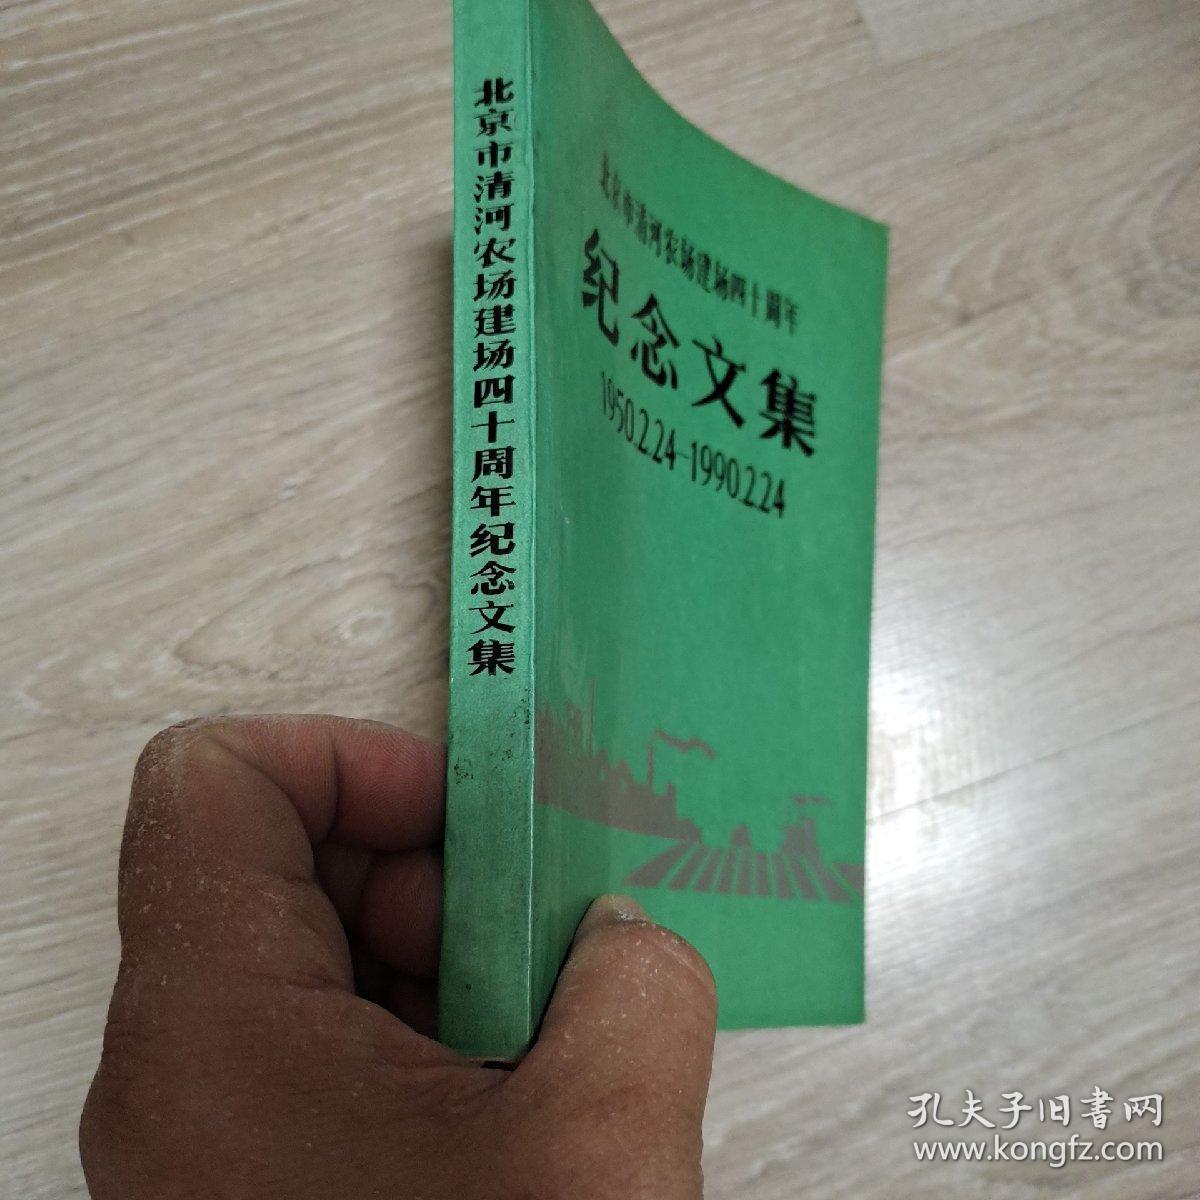 北京市清河农场建场四十周年纪念文集
北京市清河农场建场四十周年
纪念文集
1950.2.24-1990.2.24
孔夫子旧书网
www.kongfz.com